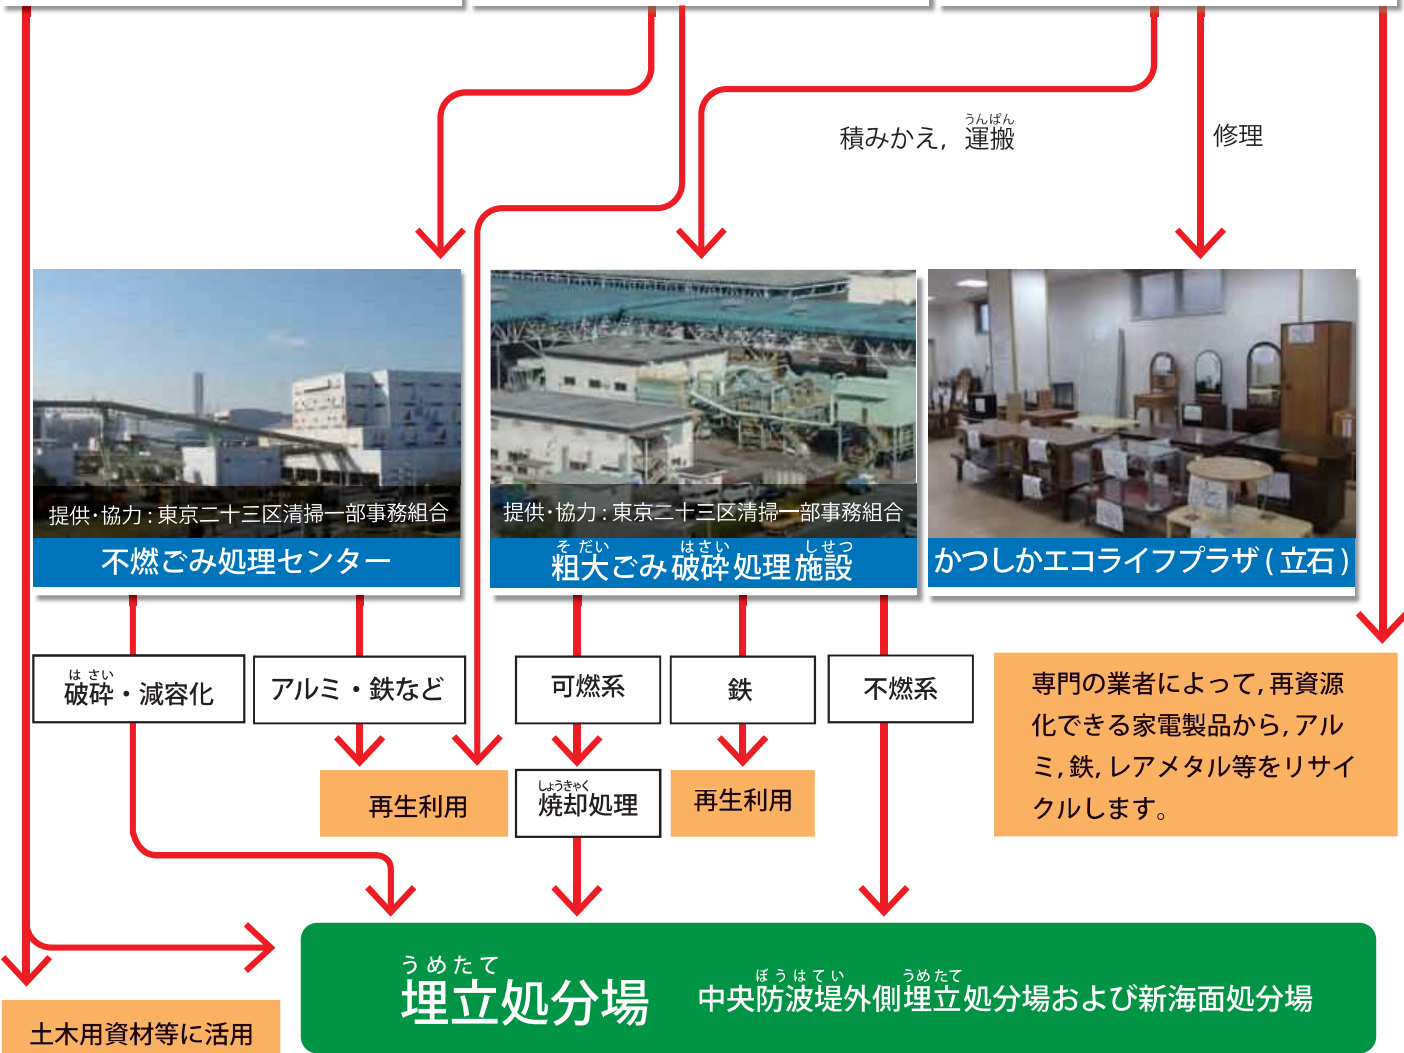 うんぱん
積みかえ, 運搬
修理
提供･協力 : 東京二十三区清掃一部事務組合
不燃ごみ処理センター
提供･協力 : 東京二十三区清掃一部事務組合
そ だい はさい しせつ
粗大ごみ破砕処理施設
かつしかエコライフプラザ ( 立石 )
は さい
破砕・減容化
アルミ・鉄など
可燃系
鉄
不燃系
専門の業者によって, 再資源
化できる家電製品から, アル
ミ, 鉄, レアメタル等をリサイ
クルします。
再生利用
しょうきゃく
焼却処理
再生利用
うめたて
埋立処分場
ぼうはてい うめたて
中央防波堤外側埋立処分場および新海面処分場
土木用資材等に活用